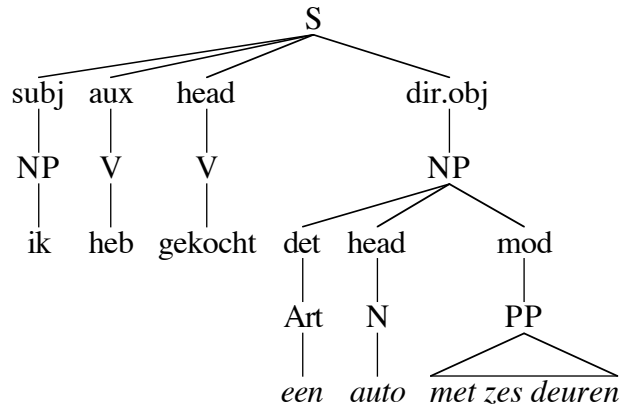 S
subj aux head dir.obj
NP V V NP
ik heb gekocht det head mod
Art N PP
een auto met zes deuren